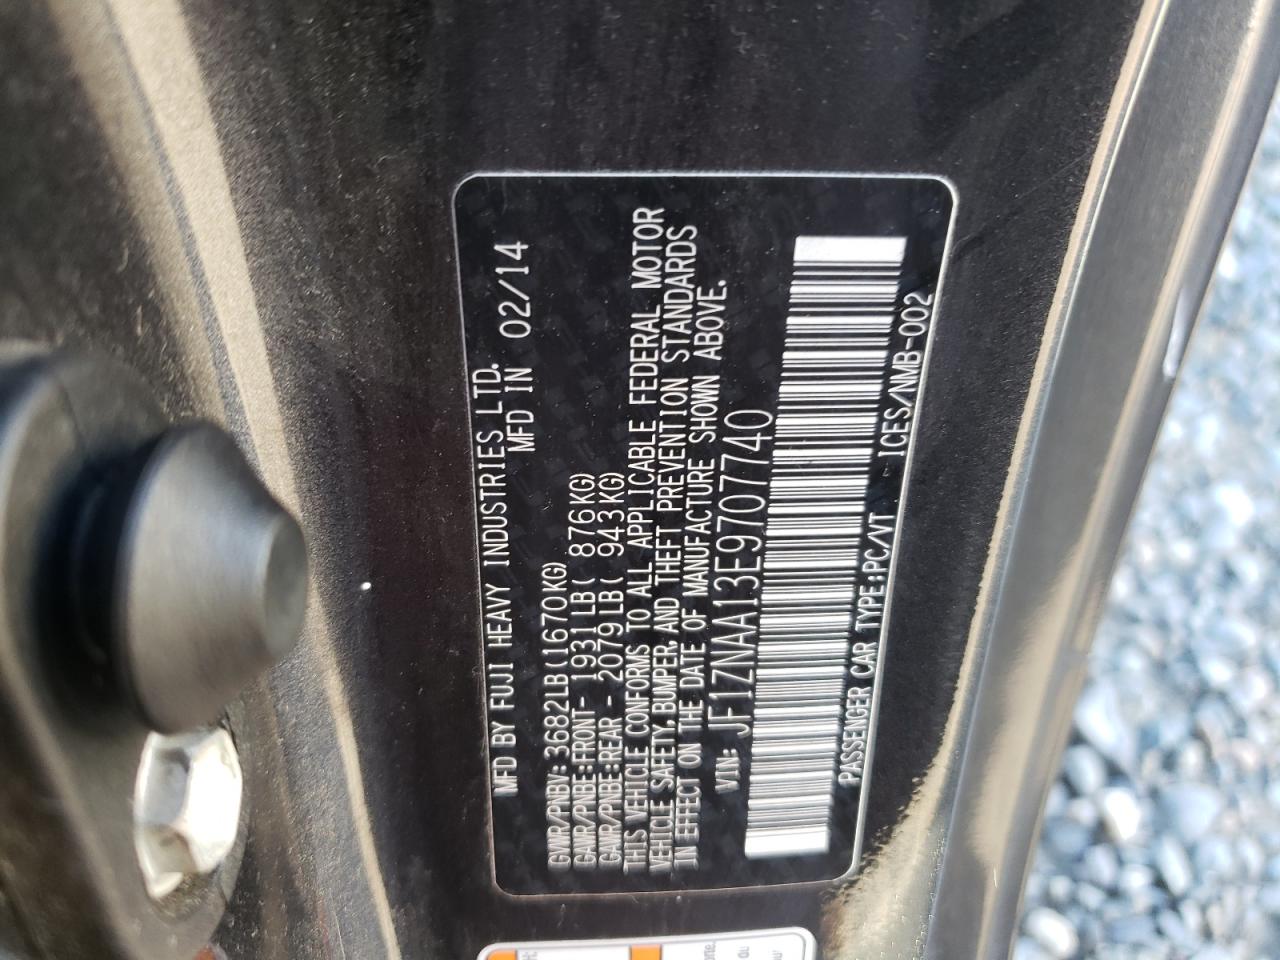 MFD BY FUJI HEAVY INDUSTRIES LTD.
MFD IN 02/14
GVWR/PNBV: 3682LB(1670KG)
GAWR/PNBE:FRONT- 1931LB( 876KG)
GAWR/PNBE:REAR - 2079LB( 943KG)
THIS VEHICLE CONFORMS TO ALL APPLICABLE FEDERAL MOTOR
VEHICLE SAFETY, BUMPER, AND THEFT PREVENTION STANDARDS
IN EFFECT ON THE DATE OF MANUFACTURE SHOWN ABOVE.
VIN: JF1ZNAA13E9707740
PASSENGER CAR TYPE:PC/VT ICES/NMB-002
du